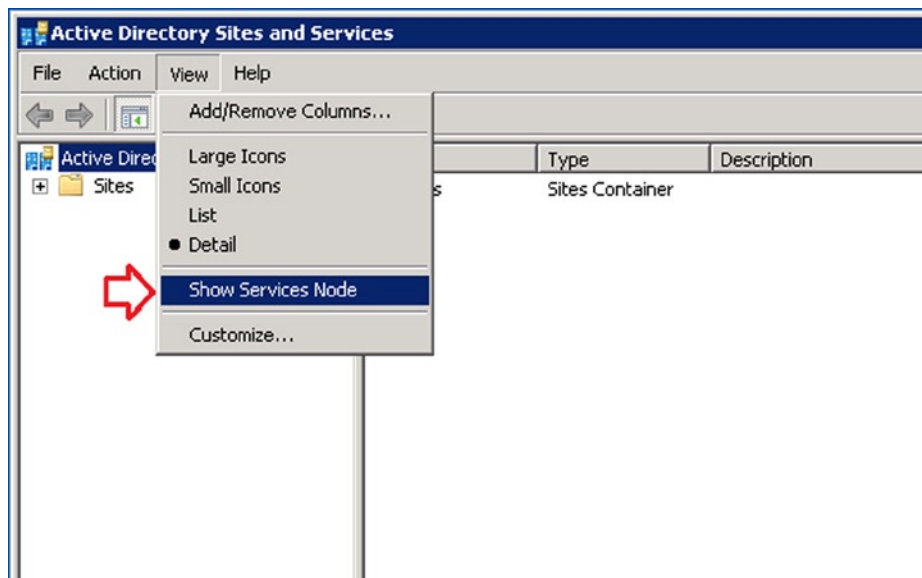 Active Directory Sites and Services
File Action View Help
Add/Remove Columns...
Large Icons
Small Icons
List
Detail
Show Services Node
Customize...
Active Direc
Sites
Type Description
s Sites Container